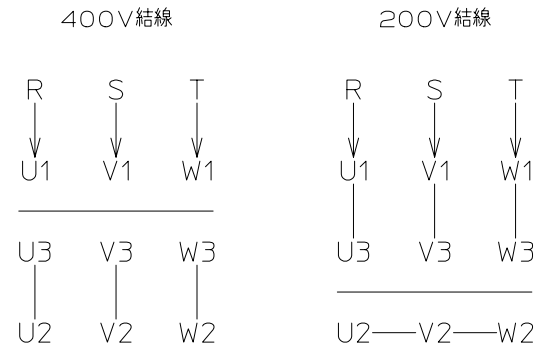 400V結線 200V結線
R S T R S T
U1 V1 W1 U1 V1 W1
U3 V3 W3 U3 V3 W3
U2 V2 W2 U2 V2 W2